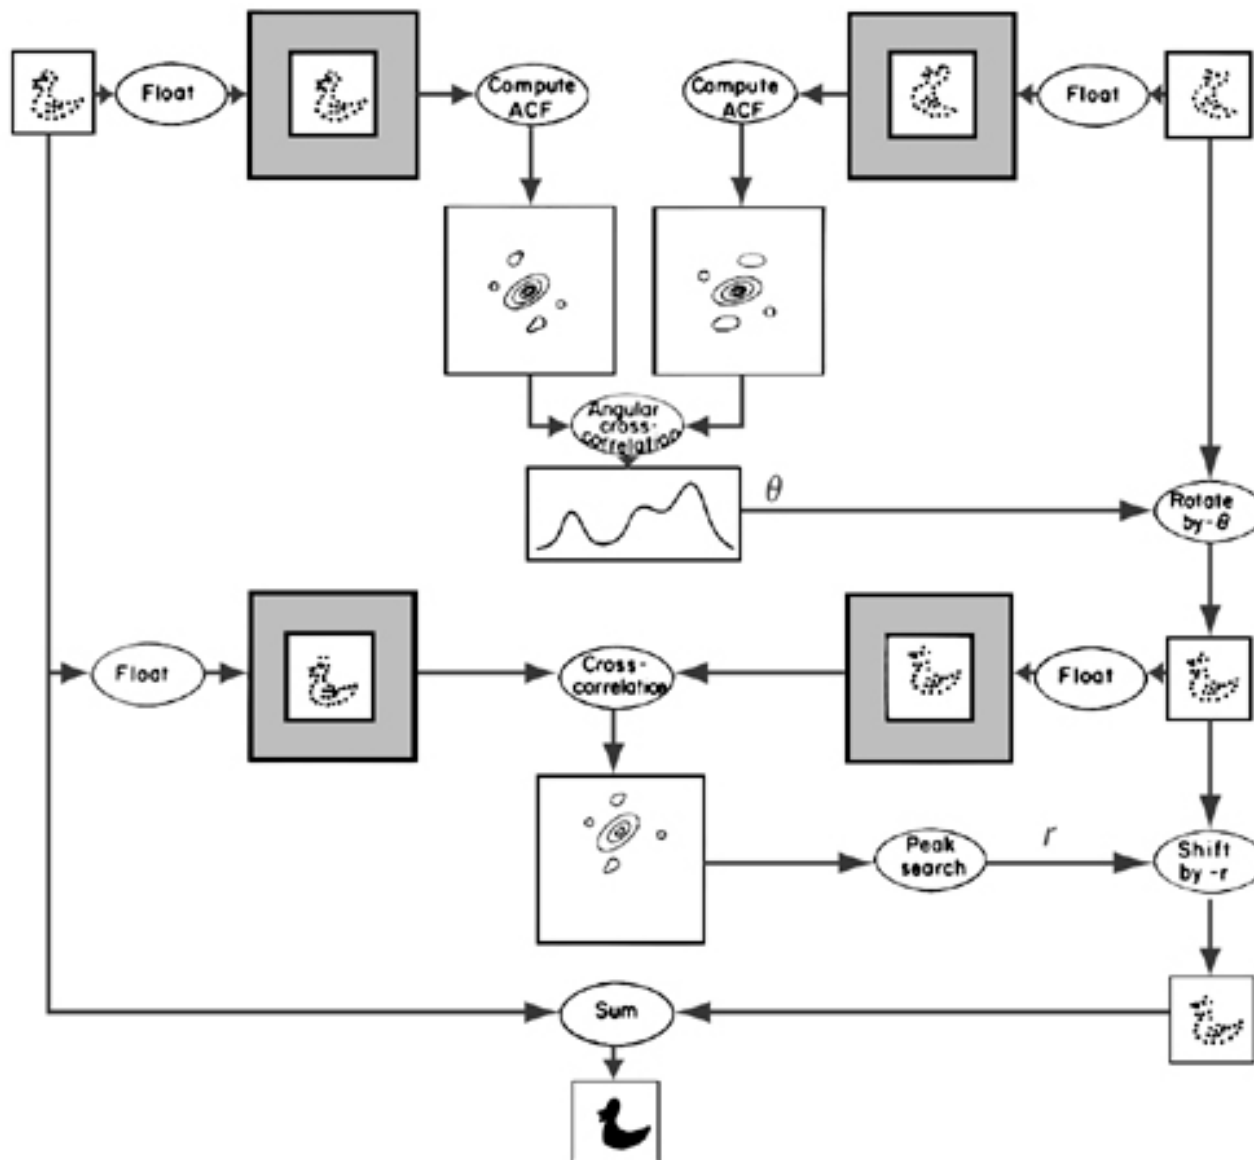 Float
Compute
ACF
Compute
ACF
Float
Angular
cross-
correlation
θ
Rotate
by-θ
Float
Cross-
correlation
Float
Peak
search
r
Shift
by -r
Sum